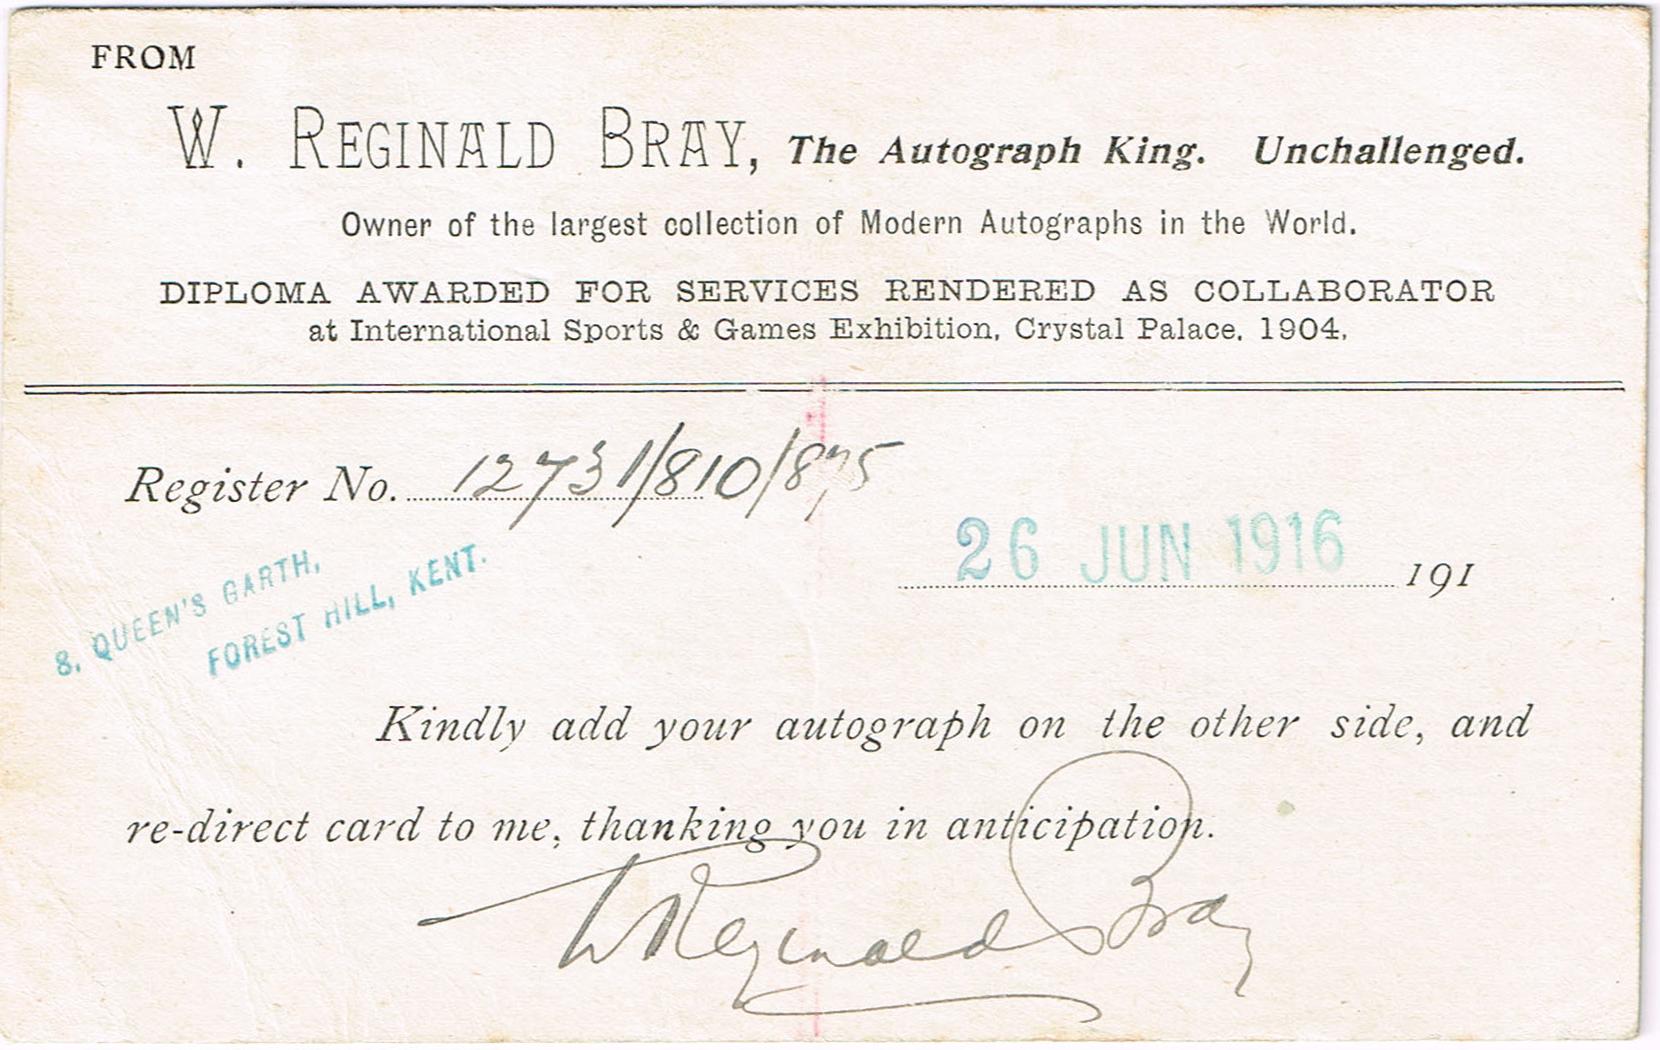 FROM
W. REGINALD BRAY, The Autograph King. Unchallenged.
Owner of the largest collection of Modern Autographs in the World.
DIPLOMA AWARDED FOR SERVICES RENDERED AS COLLABORATOR
at International Sports & Games Exhibition, Crystal Palace, 1904,
Register No. 12731/810/875
26 JUN 1916 191
8, QUEEN'S GARTH,
FOREST HILL, KENT.
Kindly add your autograph on the other side, and
re-direct card to me, thanking you in anticipation.
W Reginald Bray